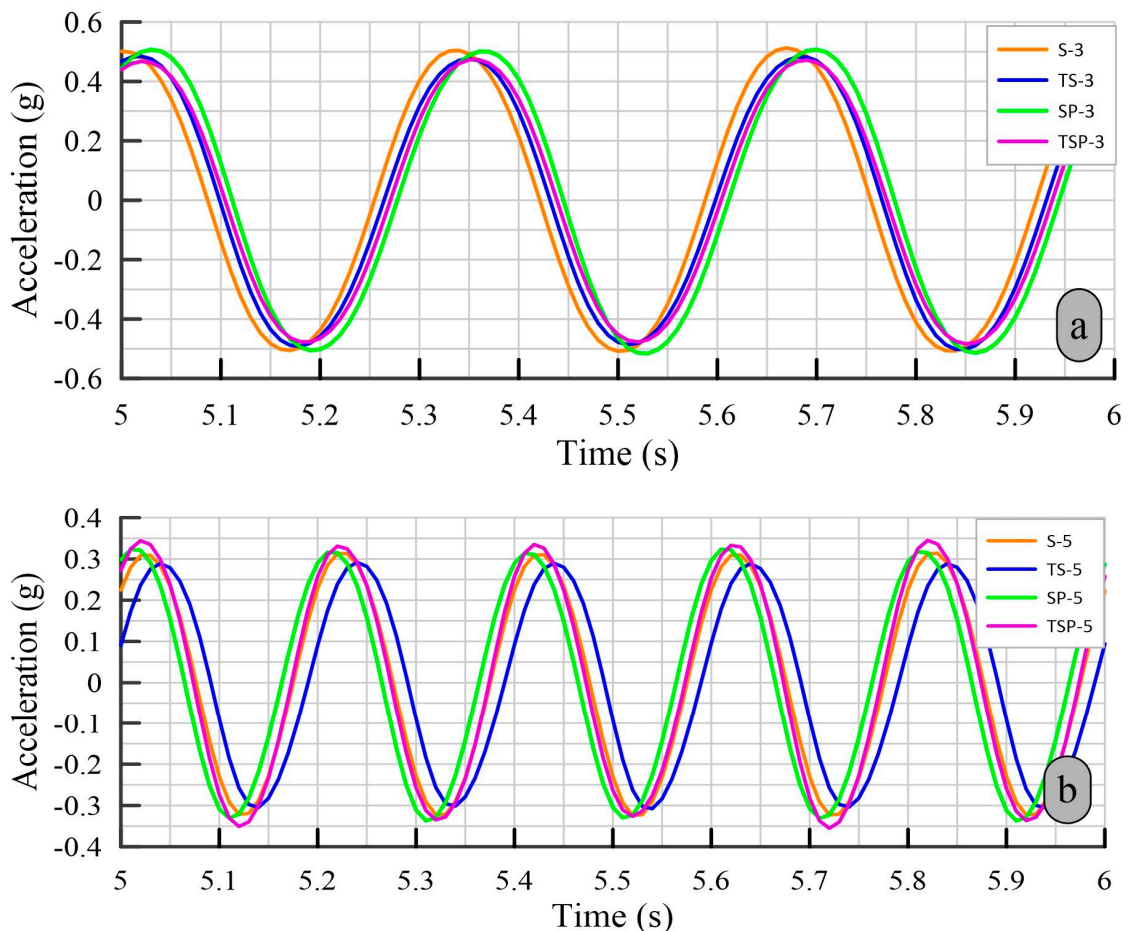 0.6
0.4
0.2
0
-0.2
-0.4
-0.6
Acceleration (g)
S-3
TS-3
SP-3
TSP-3
a
5 5.1 5.2 5.3 5.4 5.5 5.6 5.7 5.8 5.9 6
Time (s)
0.4
0.3
0.2
0.1
0
-0.1
-0.2
-0.3
-0.4
Acceleration (g)
S-5
TS-5
SP-5
TSP-5
b
5 5.1 5.2 5.3 5.4 5.5 5.6 5.7 5.8 5.9 6
Time (s)